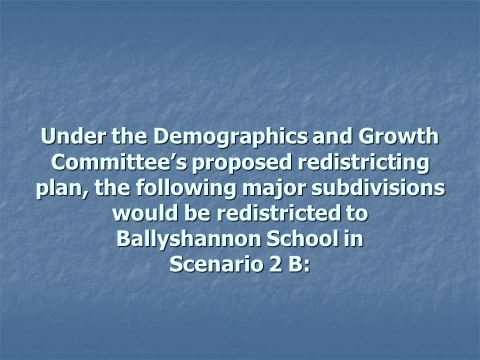 Under the Demographics and Growth
Committee’s proposed redistricting
plan, the following major subdivisions
would be redistricted to
Ballyshannon School in
Scenario 2 B: